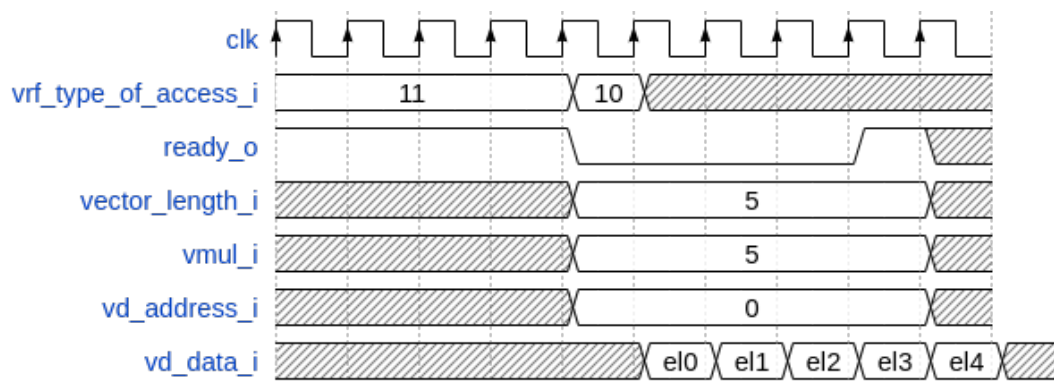 clk
vrf_type_of_access_i 11 10
ready_o
vector_length_i 5
vmul_i 5
vd_address_i 0
vd_data_i el0 el1 el2 el3 el4